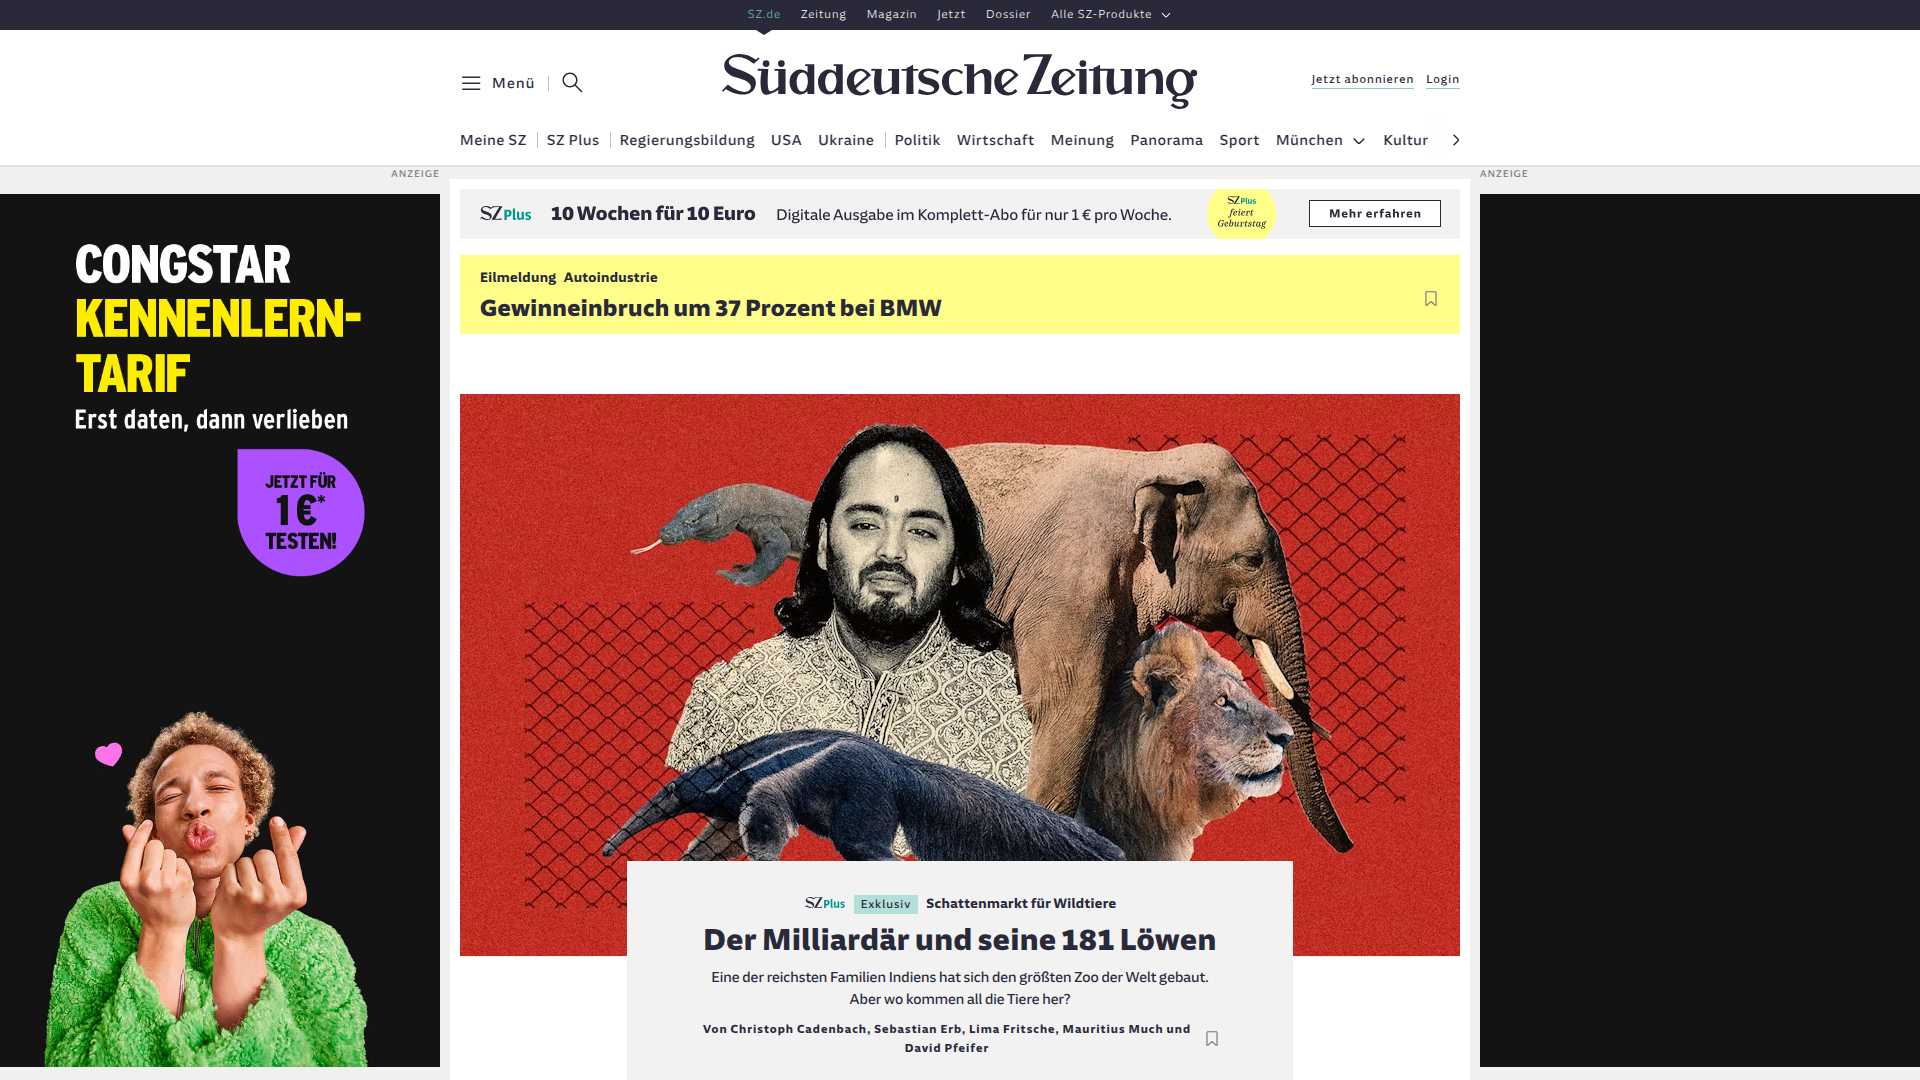 SZ.de Zeitung Magazin Jetzt Dossier Alle SZ-Produkte
Menü
Süddeutsche Zeitung
Jetzt abonnieren Login
Meine SZ SZ Plus Regierungsbildung USA Ukraine Politik Wirtschaft Meinung Panorama Sport München Kultur
ANZEIGE
CONGSTAR
KENNENLERN-
TARIF
Erst daten, dann verlieben
JETZT FÜR
1 €*
TESTEN!
SZ Plus 10 Wochen für 10 Euro Digitale Ausgabe im Komplett-Abo für nur 1 € pro Woche.
SZ Plus
feiert
Geburtstag
Mehr erfahren
Eilmeldung Autoindustrie
Gewinneinbruch um 37 Prozent bei BMW
SZ Plus Exklusiv Schattenmarkt für Wildtiere
Der Milliardär und seine 181 Löwen
Eine der reichsten Familien Indiens hat sich den größten Zoo der Welt gebaut.
Aber wo kommen all die Tiere her?
Von Christoph Cadenbach, Sebastian Erb, Lima Fritsche, Mauritius Much und
David Pfeifer
ANZEIGE